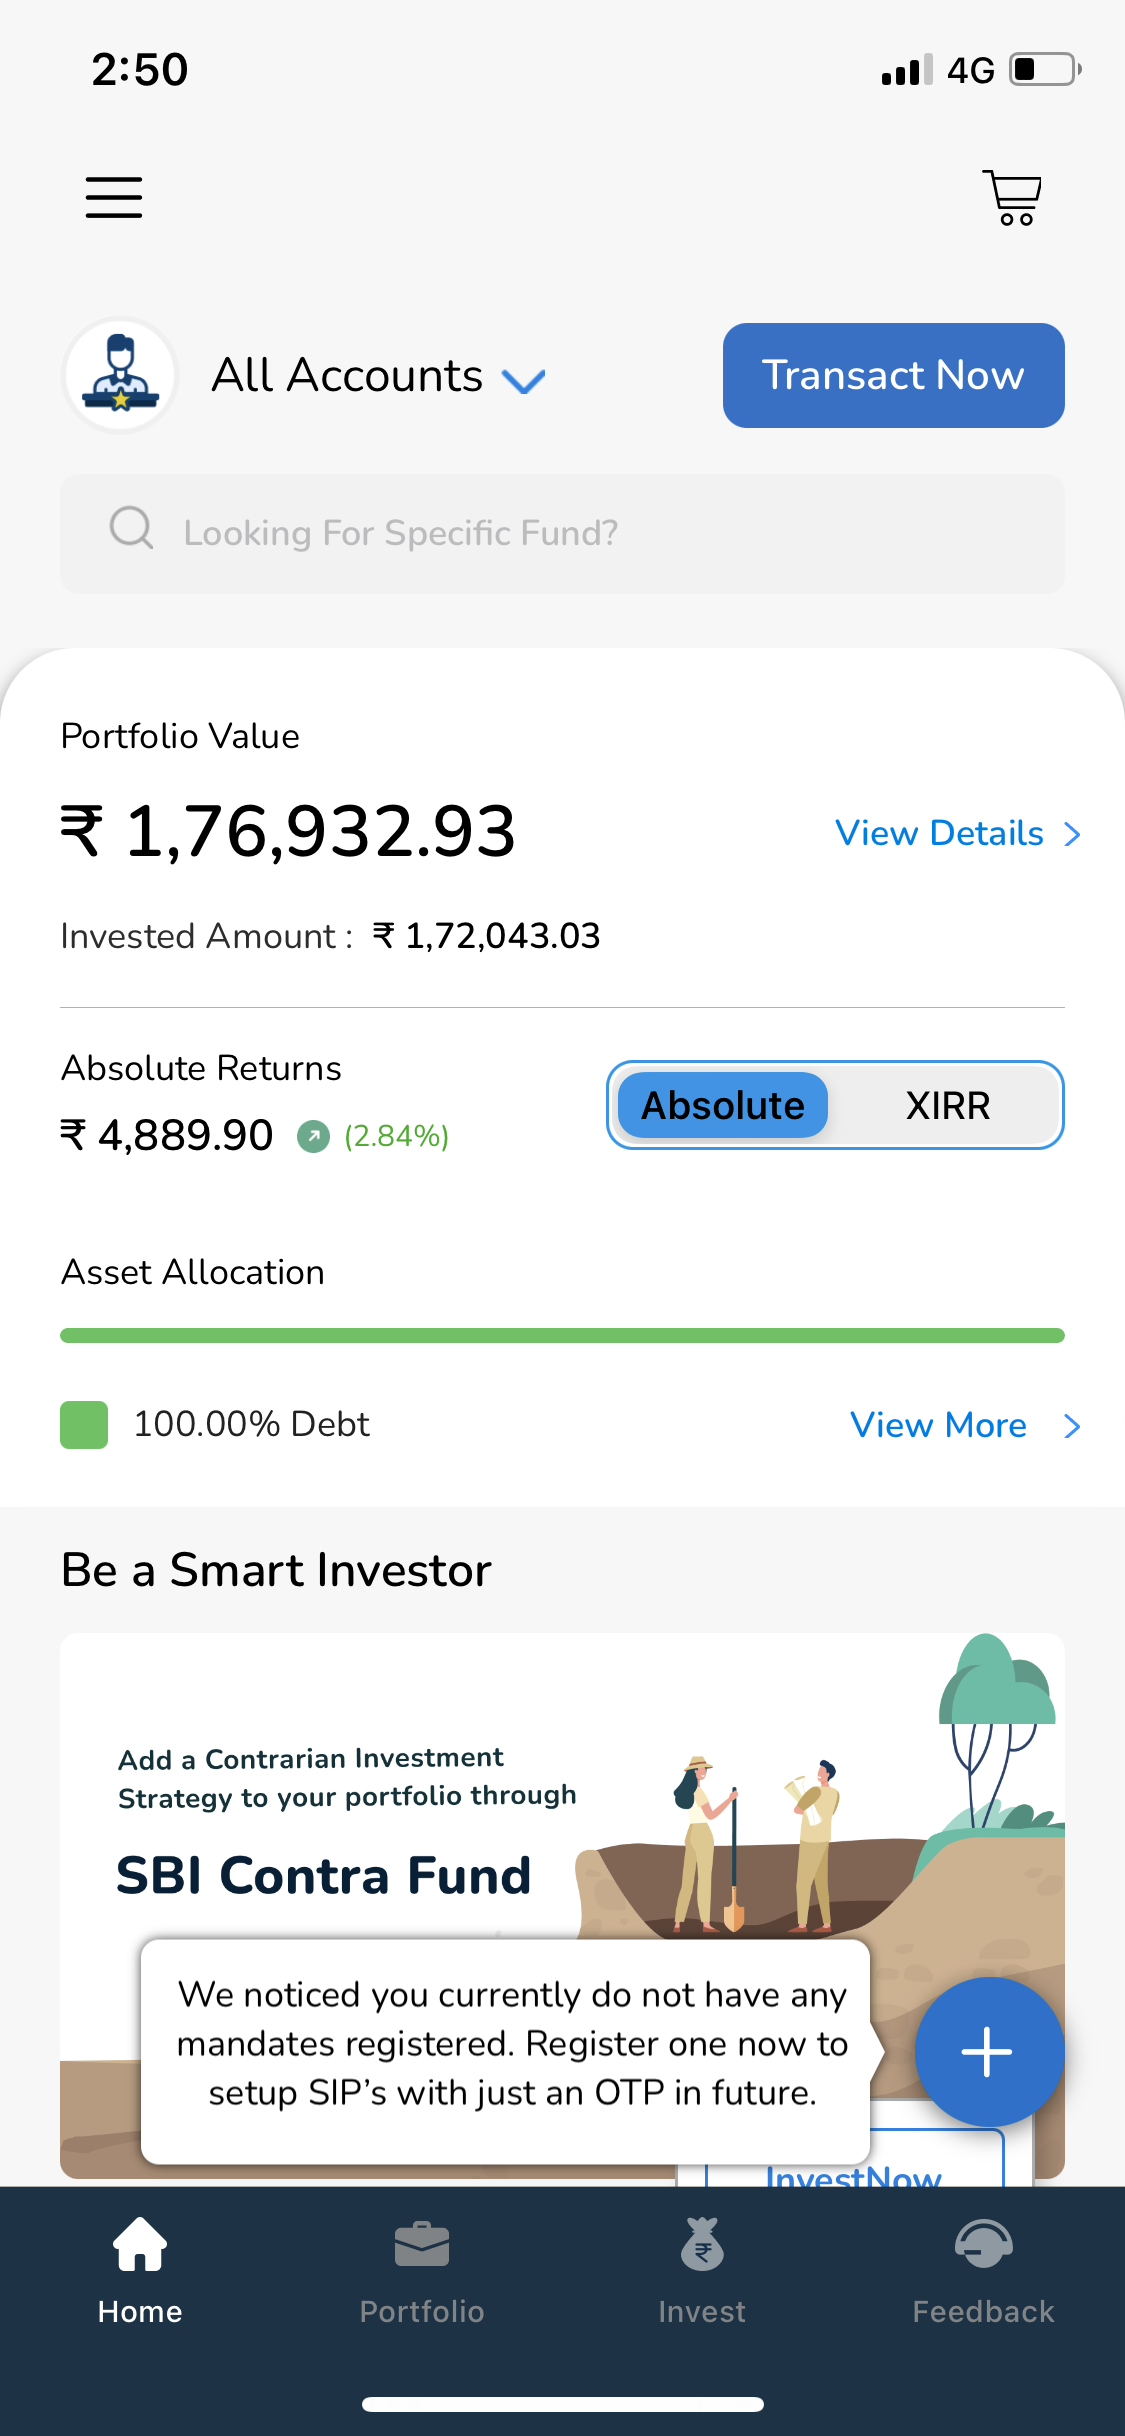 2:50
4G
All Accounts
Transact Now
Looking For Specific Fund?
Portfolio Value
₹ 1,76,932.93
View Details
Invested Amount : ₹ 1,72,043.03
Absolute Returns
₹ 4,889.90 (2.84%)
Absolute XIRR
Asset Allocation
100.00% Debt
View More
Be a Smart Investor
Add a Contrarian Investment
Strategy to your portfolio through
SBI Contra Fund
We noticed you currently do not have any
mandates registered. Register one now to
setup SIP’s with just an OTP in future.
InvestNow
Home
Portfolio
Invest
Feedback